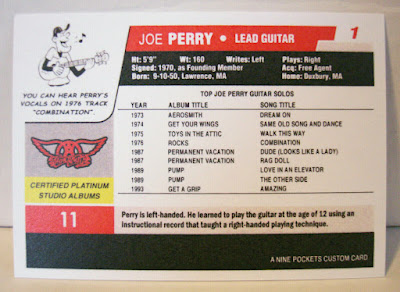 JOE PERRY • LEAD GUITAR
1
Ht: 5'9" Wt: 160 Writes: Left Plays: Right
Signed: 1970, as Founding Member Acq: Free Agent
Born: 9-10-50, Lawrence, MA Home: Duxbury, MA
YOU CAN HEAR PERRY'S
VOCALS ON 1976 TRACK
"COMBINATION".
TOP JOE PERRY GUITAR SOLOS
YEAR ALBUM TITLE SONG TITLE
1973 AEROSMITH DREAM ON
1974 GET YOUR WINGS SAME OLD SONG AND DANCE
1975 TOYS IN THE ATTIC WALK THIS WAY
1976 ROCKS COMBINATION
1987 PERMANENT VACATION DUDE (LOOKS LIKE A LADY)
1987 PERMANENT VACATION RAG DOLL
1989 PUMP LOVE IN AN ELEVATOR
1989 PUMP THE OTHER SIDE
1993 GET A GRIP AMAZING
CERTIFIED PLATINUM
STUDIO ALBUMS
11
Perry is left-handed. He learned to play the guitar at the age of 12 using an
instructional record that taught a right-handed playing technique.
A NINE POCKETS CUSTOM CARD